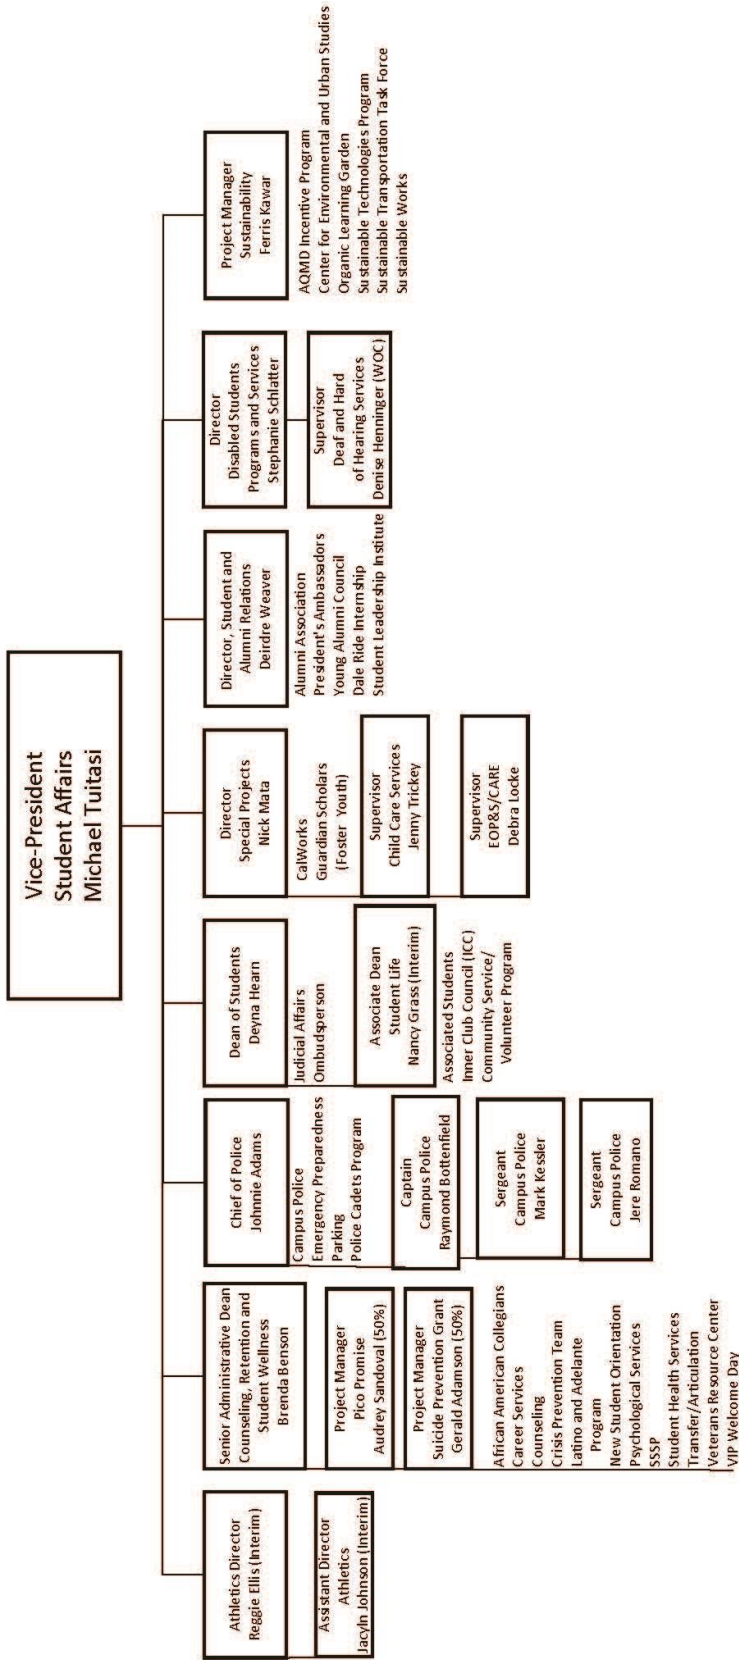 Vice-President
Student Affairs
Michael Tuitasi
Athletics Director
Reggie Ellis (Interim)
Assistant Director
Athletics
Jacyln Johnson (Interim)
Senior Administrative Dean
Counseling, Retention and
Student Wellness
Brenda Benson
Project Manager
Pico Promise
Audrey Sandoval (50%)
Project Manager
Suicide Prevention Grant
Gerald Adamson (50%)
African American Collegians
Career Services
Counseling
Crisis Prevention Team
Latino and Adelante
Program
New Student Orientation
Psychological Services
SSSP
Student Health Services
Transfer/Articulation
Veterans Resource Center
VIP Welcome Day
Chief of Police
Johnnie Adams
Campus Police
Emergency Preparedness
Parking
Police Cadets Program
Captain
Campus Police
Raymond Bottenfield
Sergeant
Campus Police
Mark Kessler
Sergeant
Campus Police
Jere Romano
Dean of Students
Deyna Hearn
Judicial Affairs
Ombudsperson
Associate Dean
Student Life
Nancy Grass (Interim)
Associated Students
Inner Club Council (ICC)
Community Service/
Volunteer Program
Director
Special Projects
Nick Mata
CalWorks
Guardian Scholars
(Foster Youth)
Supervisor
Child Care Services
Jenny Trickey
Supervisor
EOP&S/CARE
Debra Locke
Director, Student and
Alumni Relations
Deirdre Weaver
Alumni Association
President's Ambassadors
Young Alumni Council
Dale Ride Internship
Student Leadership Institute
Director
Disabled Students
Programs and Services
Stephanie Schlatter
Supervisor
Deaf and Hard
of Hearing Services
Denise Henninger (WOC)
Project Manager
Sustainability
Ferris Kawar
AQMD Incentive Program
Center for Environmental and Urban Studies
Organic Learning Garden
Sustainable Technologies Program
Sustainable Transportation Task Force
Sustainable Works